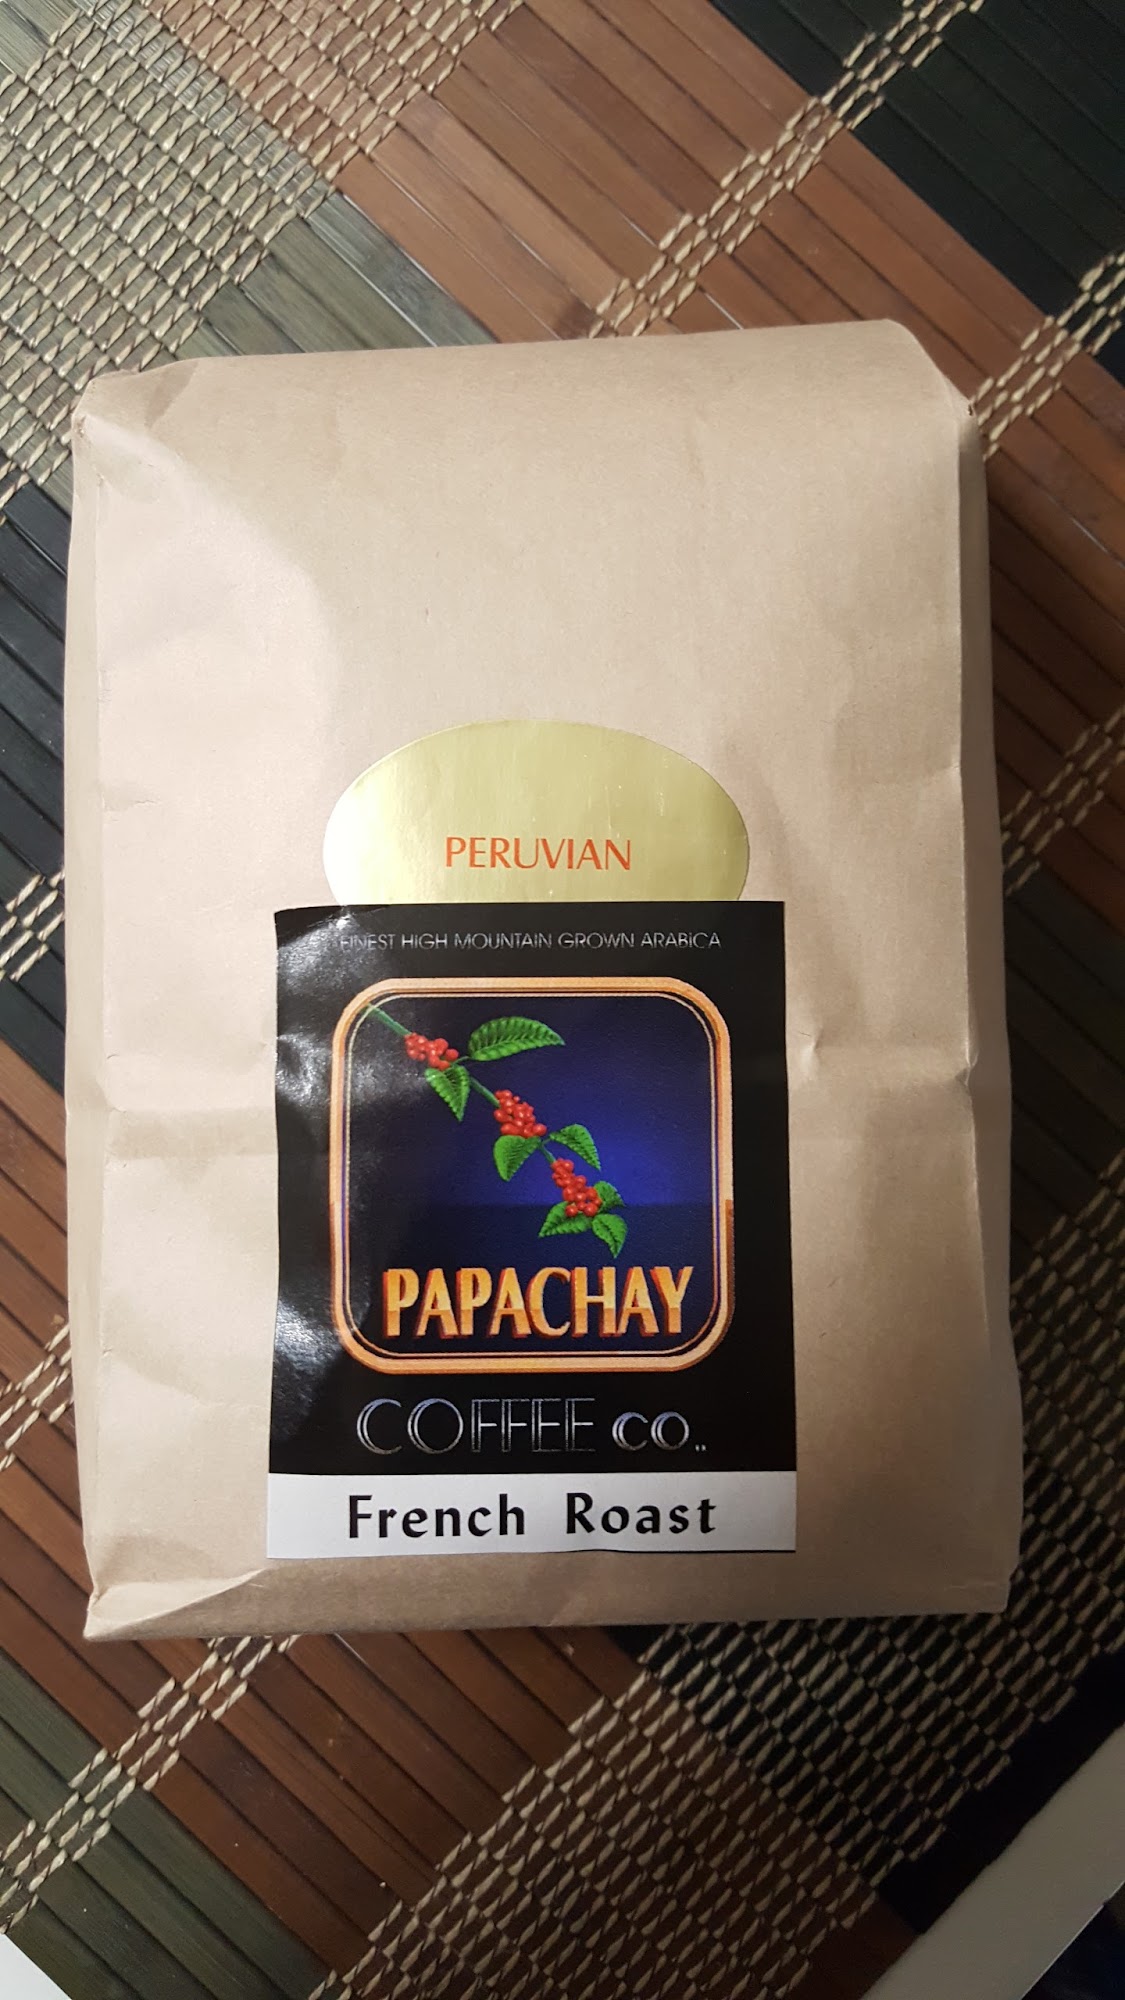 PERUVIAN
FINEST HIGH MOUNTAIN GROWN ARABICA
PAPACHAY
COFFEE CO..
French Roast